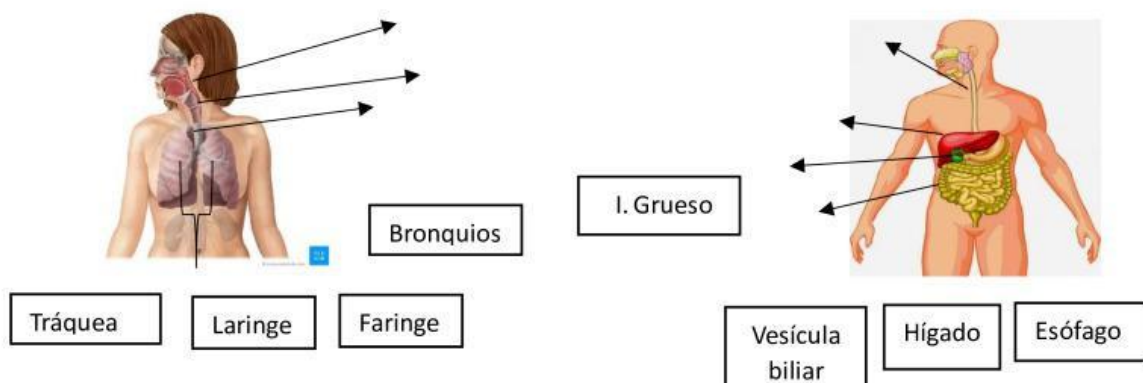 I. Grueso
Bronquios
Tráquea
Laringe
Faringe
Vesícula
biliar
Hígado
Esófago